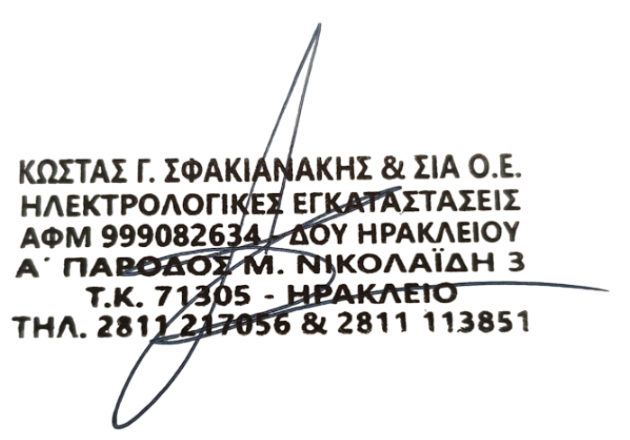 ΚΩΣΤΑΣ Γ. ΣΦΑΚΙΑΝΑΚΗΣ & ΣΙΑ Ο.Ε.
ΗΛΕΚΤΡΟΛΟΓΙΚΕΣ ΕΓΚΑΤΑΣΤΑΣΕΙΣ
ΑΦΜ 999082634 - ΔΟΥ ΗΡΑΚΛΕΙΟΥ
Α΄ ΠΑΡΟΔΟΣ Μ. ΝΙΚΟΛΑΪΔΗ 3
Τ.Κ. 71305 - ΗΡΑΚΛΕΙΟ
ΤΗΛ. 2811 217056 & 2811 113851